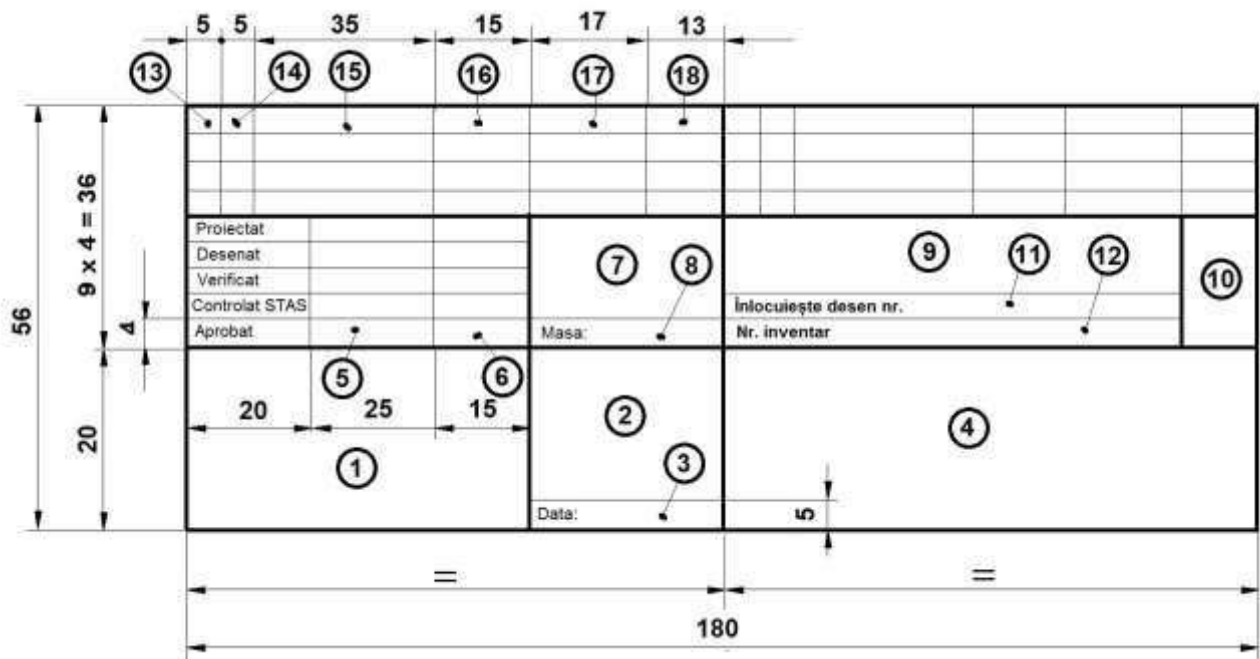 5 5 35 15 17 13
13 14 15 16 17 18
9 x 4 = 36
56
4
20
Proiectat
Desenat
Verificat
Controlat STAS
Aprobat
7 8
Masa:
9 11 12
10
Înlocuiește desen nr.
Nr. inventar
5 6
20 25 15
1
2
3
Data:
4
5
= =
180